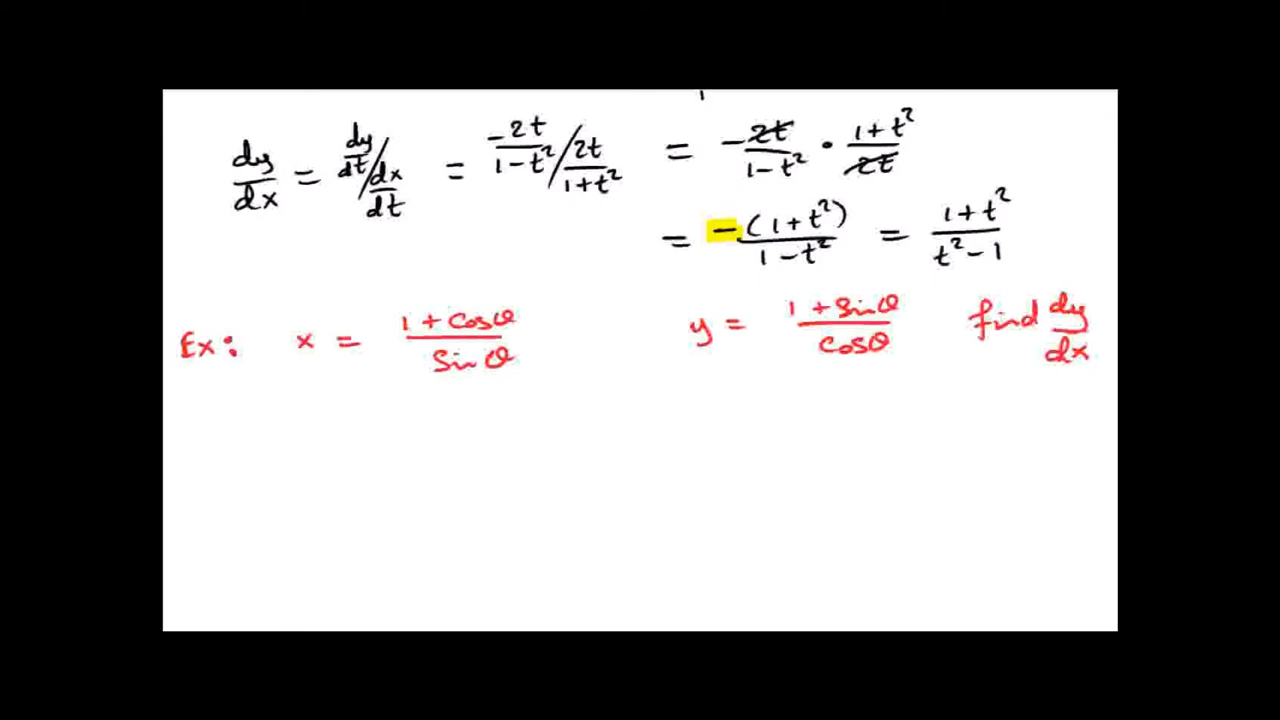 dy/dx = dy/dt / dx/dt = -2t/1-t² / 2t/1+t² = - 2t/1-t² · 1+t²/2t
= -(1+t²)/1-t² = 1+t²/t²-1
Ex: x = 1+cosθ/sinθ y = 1+sinθ/cosθ find dy/dx